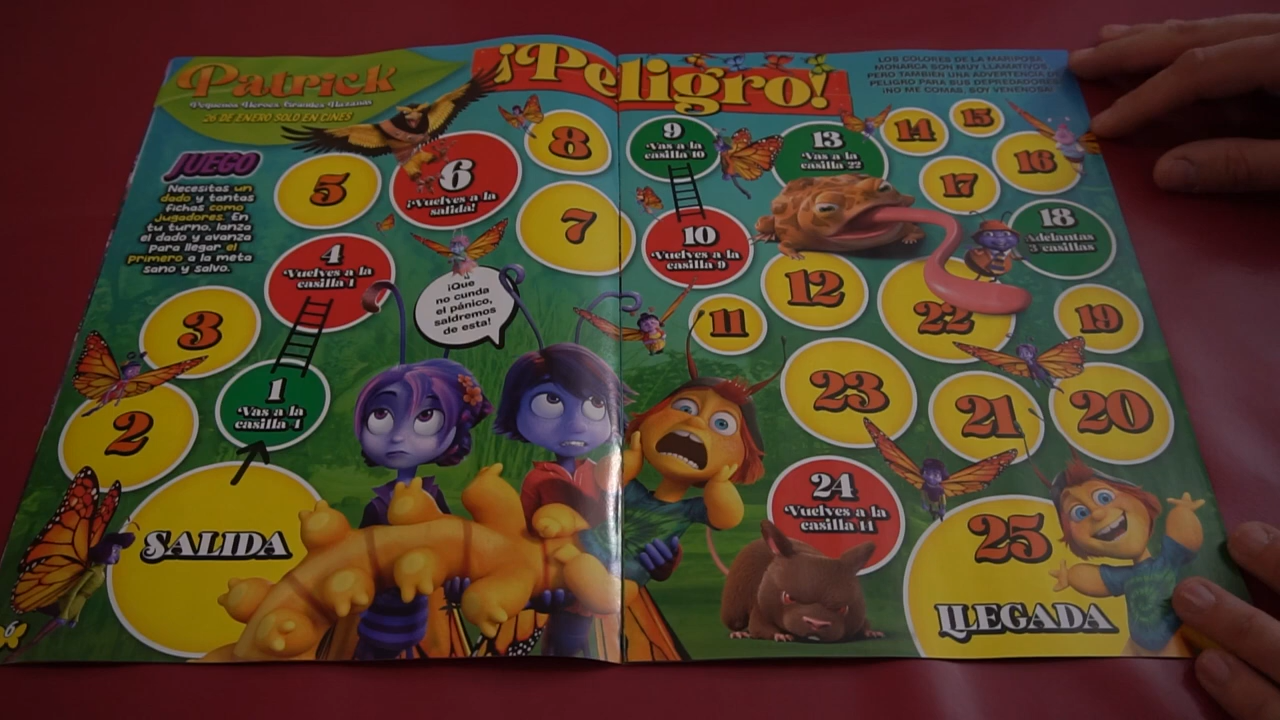 Patrick
Pequeños Héroes, Grandes Hazañas
26 DE ENERO SOLO EN CINES
¡Peligro!
LOS COLORES DE LA MARIPOSA
MONARCA SON MUY LLAMATIVOS
PERO TAMBIÉN UNA ADVERTENCIA DE
PELIGRO PARA SUS DEPREDADORES
¡NO ME COMAS, SOY VENENOSA!
JUEGO
Necesitas un
dado y tantas
fichas como
jugadores. En
tu turno, lanza
el dado y avanza
para llegar el
primero a la meta
sano y salvo.
SALIDA
1
Vas a la
casilla 4
2
3
4
Vuelves a la
casilla 1
5
6
¡Vuelves a la
salida!
7
8
¡Que
no cunda
el pánico,
saldremos
de esta!
9
Vas a la
casilla 10
10
Vuelves a la
casilla 9
11
12
13
Vas a la
casilla 22
14
15
16
17
18
Adelantas
3 casillas
19
20
21
22
23
24
Vuelves a la
casilla 14
25
LLEGADA
6